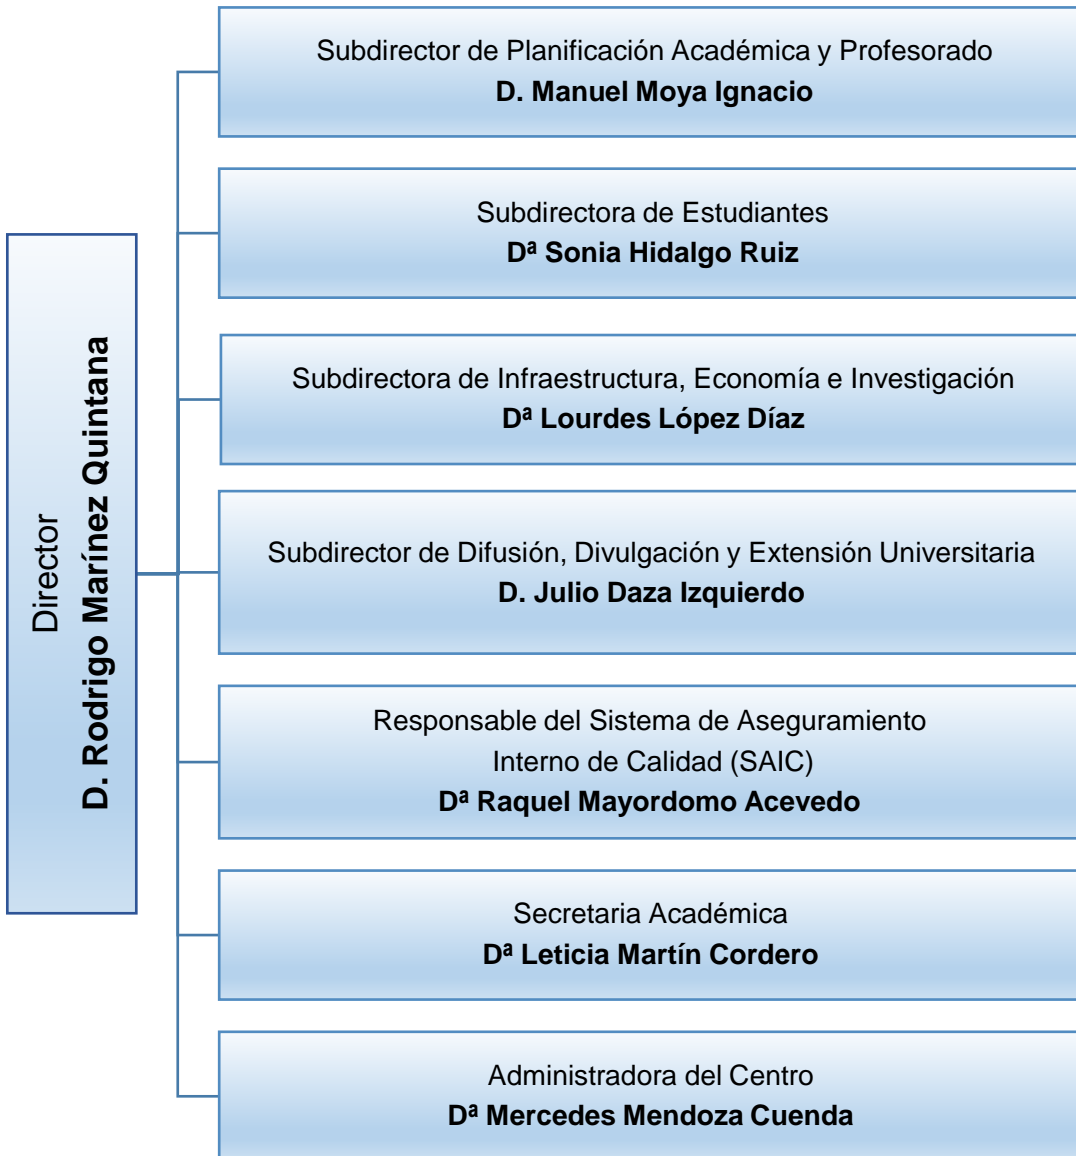 Director
D. Rodrigo Marínez Quintana
Subdirector de Planificación Académica y Profesorado
D. Manuel Moya Ignacio
Subdirectora de Estudiantes
Dª Sonia Hidalgo Ruiz
Subdirectora de Infraestructura, Economía e Investigación
Dª Lourdes López Díaz
Subdirector de Difusión, Divulgación y Extensión Universitaria
D. Julio Daza Izquierdo
Responsable del Sistema de Aseguramiento
Interno de Calidad (SAIC)
Dª Raquel Mayordomo Acevedo
Secretaria Académica
Dª Leticia Martín Cordero
Administradora del Centro
Dª Mercedes Mendoza Cuenda